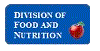 DIVISION OF
FOOD AND
NUTRITION